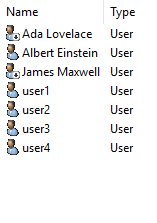 Name Type
Ada Lovelace User
Albert Einstein User
James Maxwell User
user1 User
user2 User
user3 User
user4 User